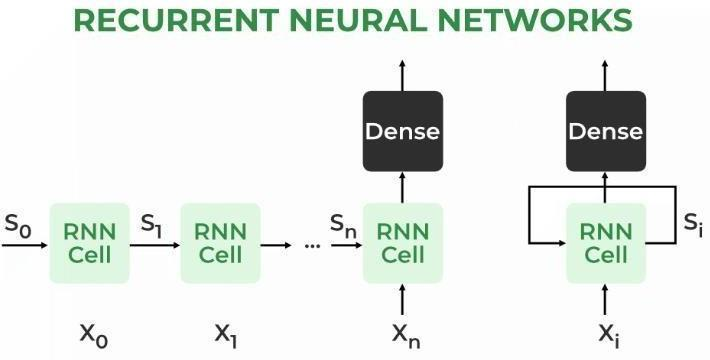 RECURRENT NEURAL NETWORKS
Dense
Dense
S₀
RNN
Cell
S₁
RNN
Cell
...
Sₙ
RNN
Cell
RNN
Cell
Sᵢ
X₀
X₁
Xₙ
Xᵢ